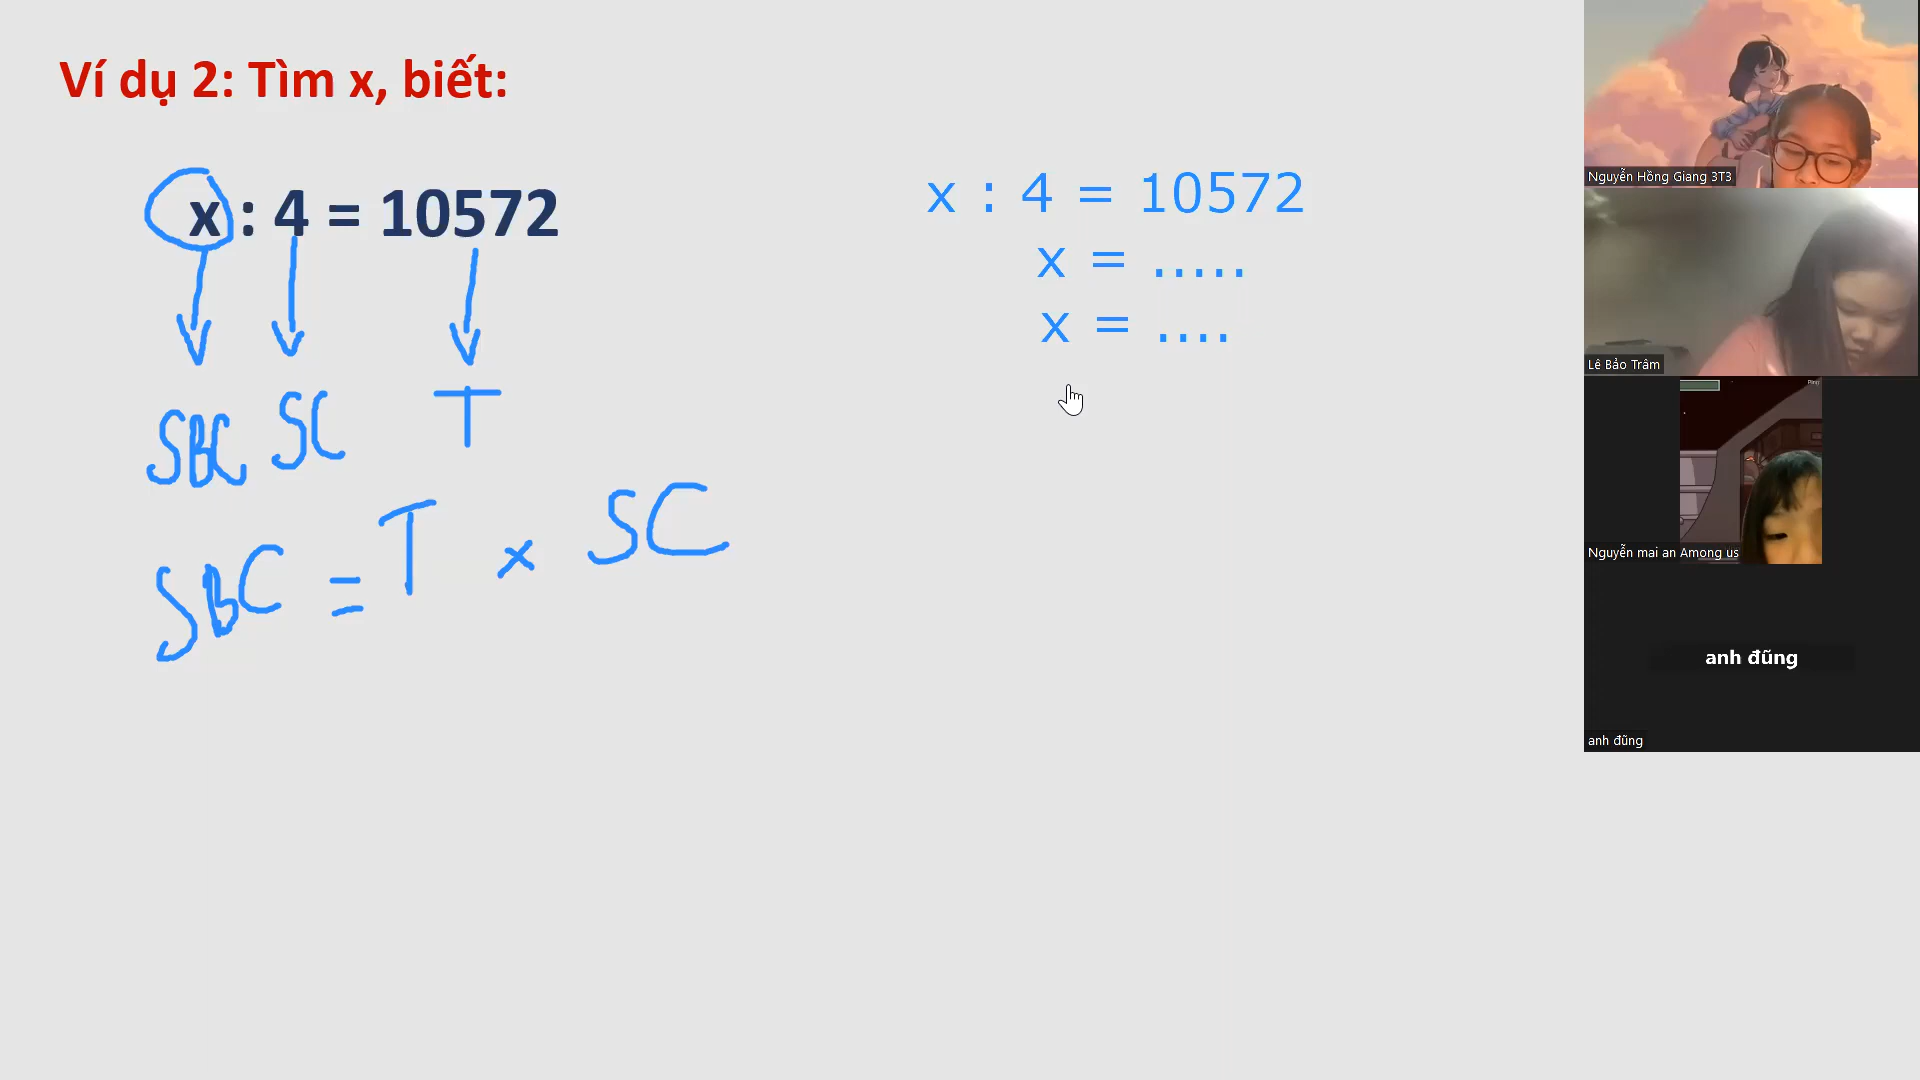 Ví dụ 2: Tìm x, biết:
x : 4 = 10572
SBC SC T
SBC = T x SC
x : 4 = 10572
x = .....
x = ....
Nguyễn Hồng Giang 3T3
Lê Bảo Trâm
Ping
Nguyễn mai an Among us
anh đũng
anh đũng